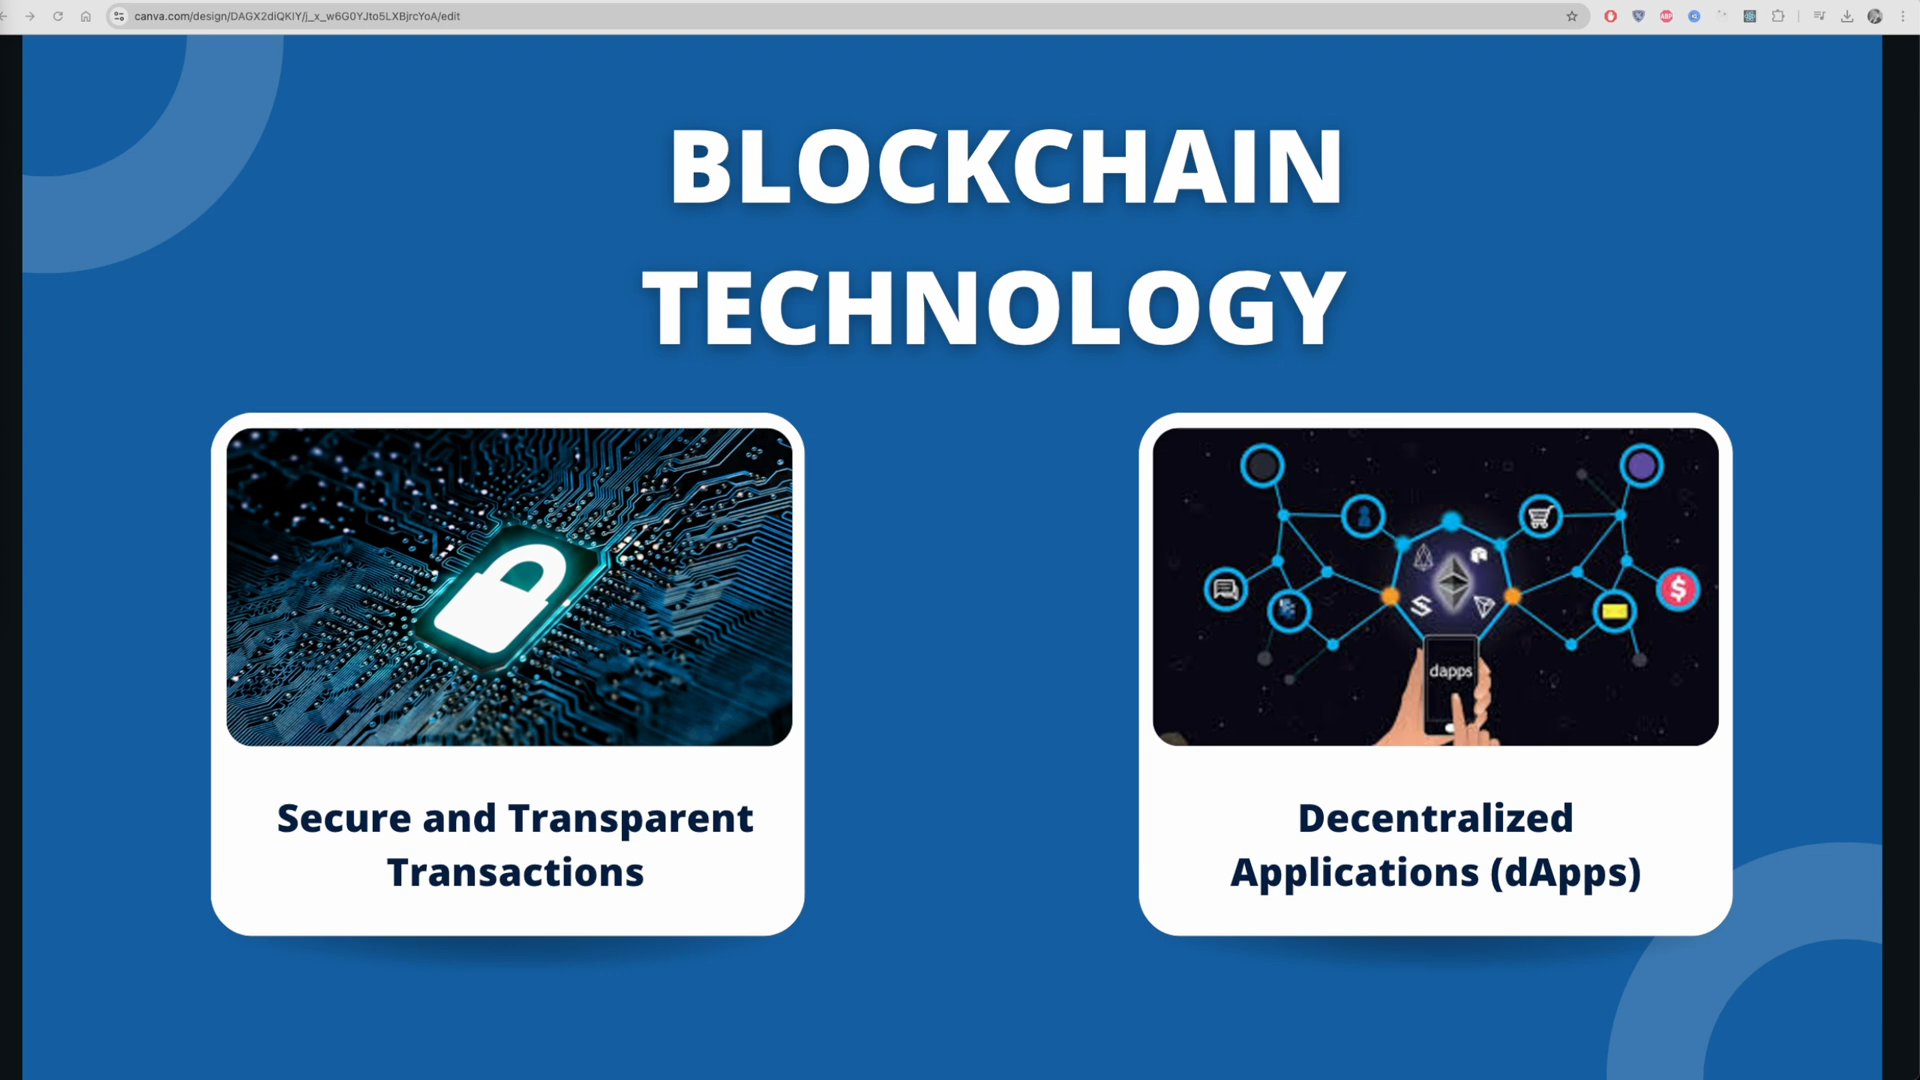 canva.com/design/DAGX2diQKIY/j_x_w6G0YJto5LXBjrcYoA/edit
BLOCKCHAIN
TECHNOLOGY
dapps
Secure and Transparent
Transactions
Decentralized
Applications (dApps)